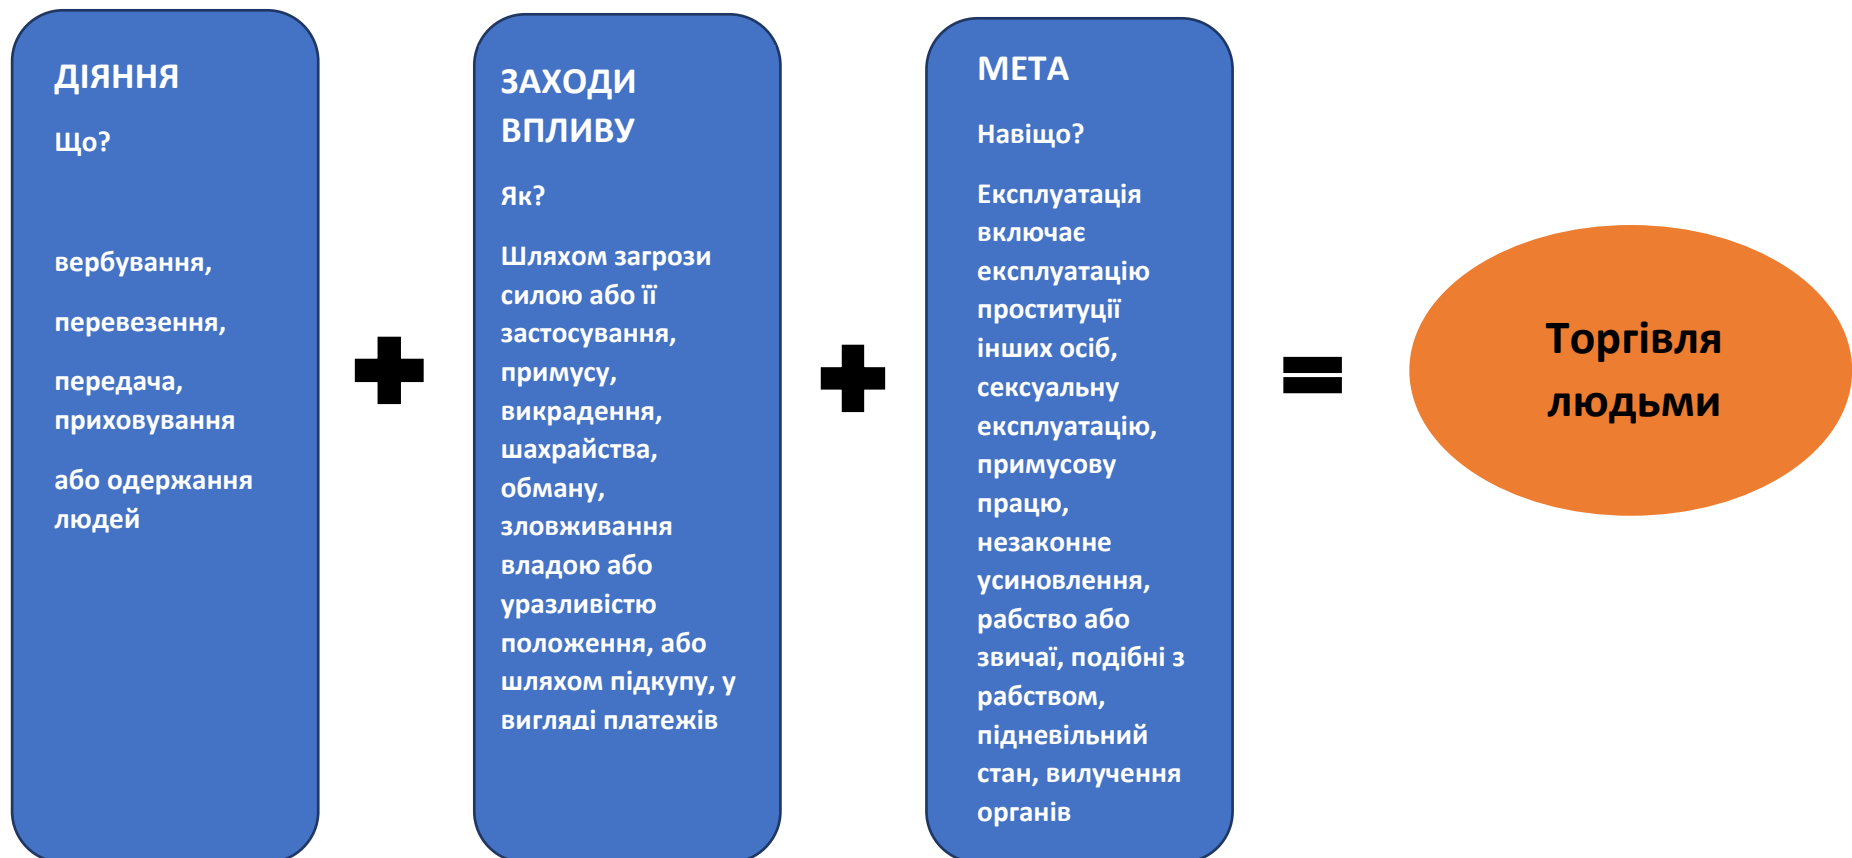 ДІЯННЯ
Що?
вербування,
перевезення,
передача,
приховування
або одержання
людей
ЗАХОДИ
ВПЛИВУ
Як?
Шляхом загрози
силою або її
застосування,
примусу,
викрадення,
шахрайства,
обману,
зловживання
владою або
уразливістю
положення, або
шляхом підкупу, у
вигляді платежів
МЕТА
Навіщо?
Експлуатація
включає
експлуатацію
проституції
інших осіб,
сексуальну
експлуатацію,
примусову
працю,
незаконне
усиновлення,
рабство або
звичаї, подібні з
рабством,
підневільний
стан, вилучення
органів
Торгівля
людьми